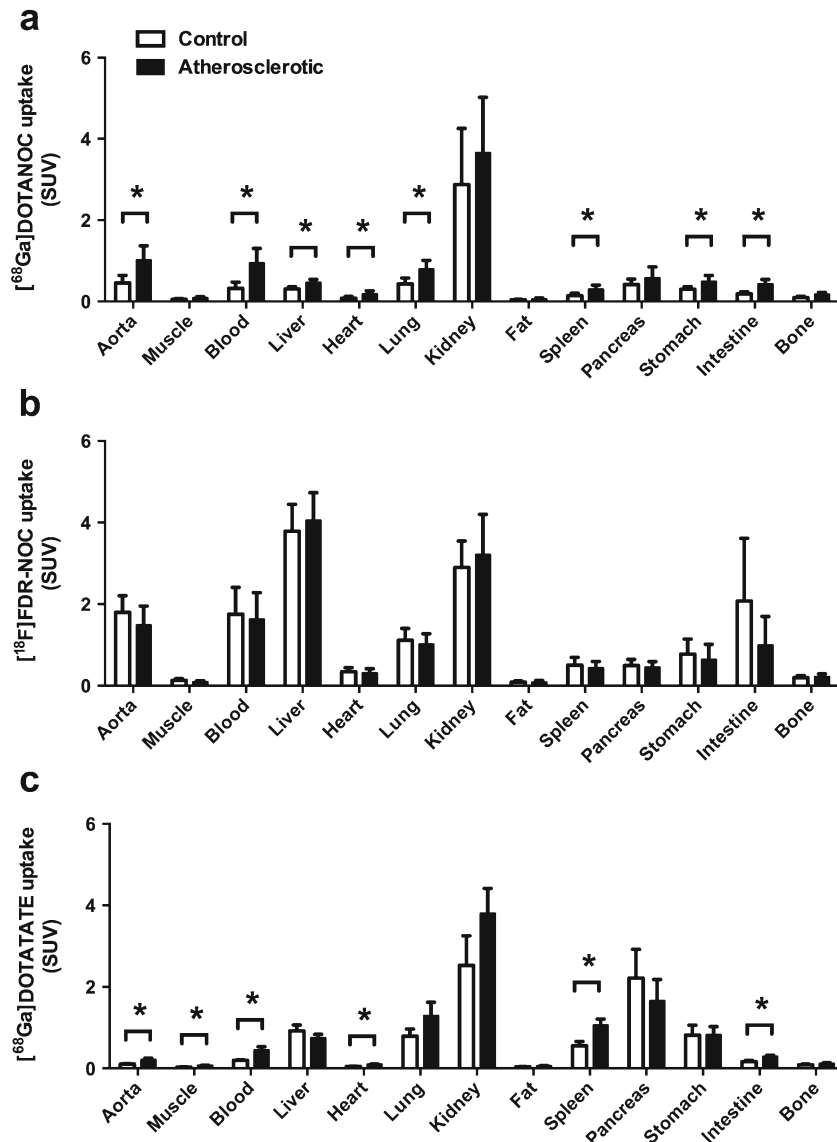 a
Control
Atherosclerotic
[⁶⁸Ga]DOTANOC uptake
(SUV)
6
4
2
0
* * * * * * * *
Aorta Muscle Blood Liver Heart Lung Kidney Fat Spleen Pancreas Stomach Intestine Bone
b
[¹⁸F]FDR-NOC uptake
(SUV)
6
4
2
0
Aorta Muscle Blood Liver Heart Lung Kidney Fat Spleen Pancreas Stomach Intestine Bone
c
[⁶⁸Ga]DOTATATE uptake
(SUV)
6
4
2
0
* * * * * *
Aorta Muscle Blood Liver Heart Lung Kidney Fat Spleen Pancreas Stomach Intestine Bone